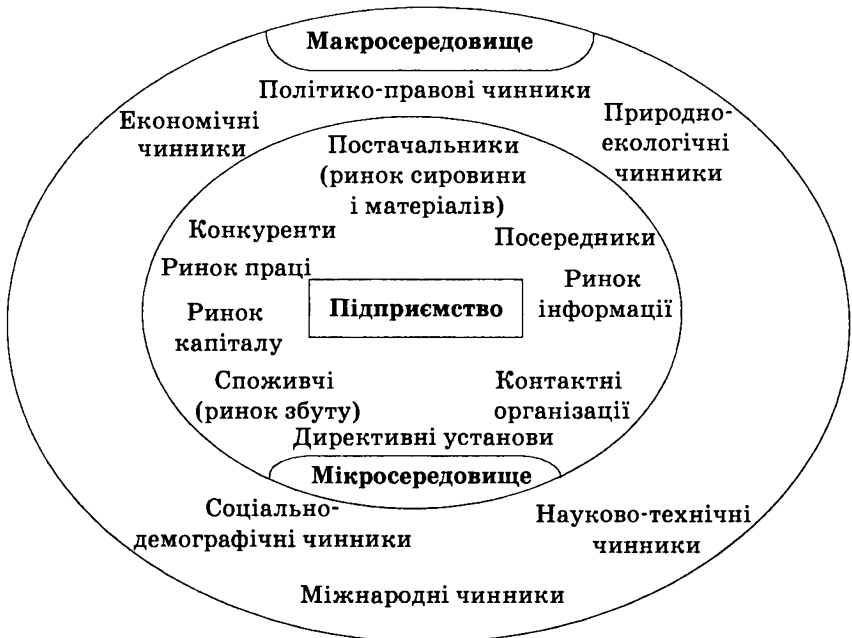 Макросередовище
Політико-правові чинники
Економічні
чинники
Природно-
екологічні
чинники
Постачальники
(ринок сировини
і матеріалів)
Конкуренти
Посередники
Ринок праці
Ринок
інформації
Підприємство
Ринок
капіталу
Споживчі
(ринок збуту)
Контактні
організації
Директивні установи
Мікросередовище
Соціально-
демографічні чинники
Науково-технічні
чинники
Міжнародні чинники